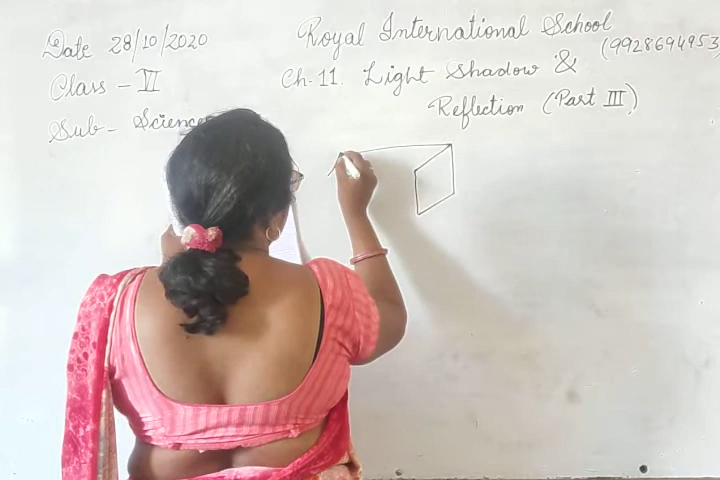 Date 28/10/2020
Class - VI
Sub - Science
Royal International School
(9928694953)
Ch. 11. Light Shadow &
Reflection (Part III)